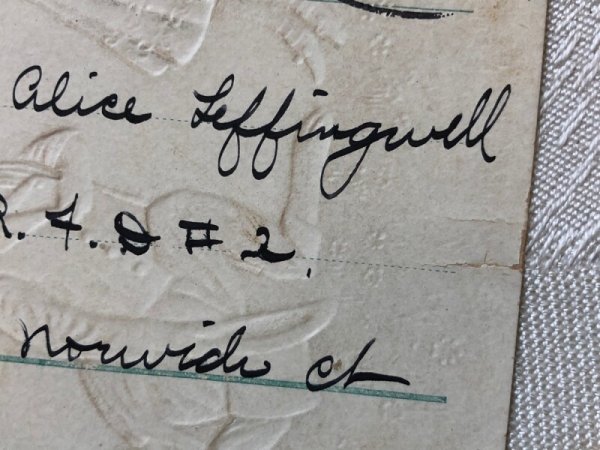 Alice Leffingwell
R. F. D # 2.
Norwich Ct